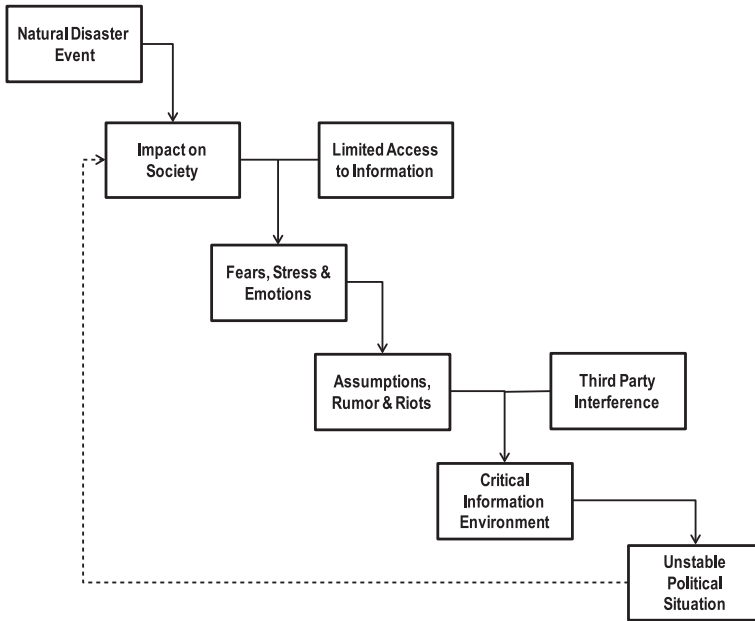 Natural Disaster
Event
Impact on
Society
Limited Access
to Information
Fears, Stress &
Emotions
Assumptions,
Rumor & Riots
Third Party
Interference
Critical
Information
Environment
Unstable
Political
Situation